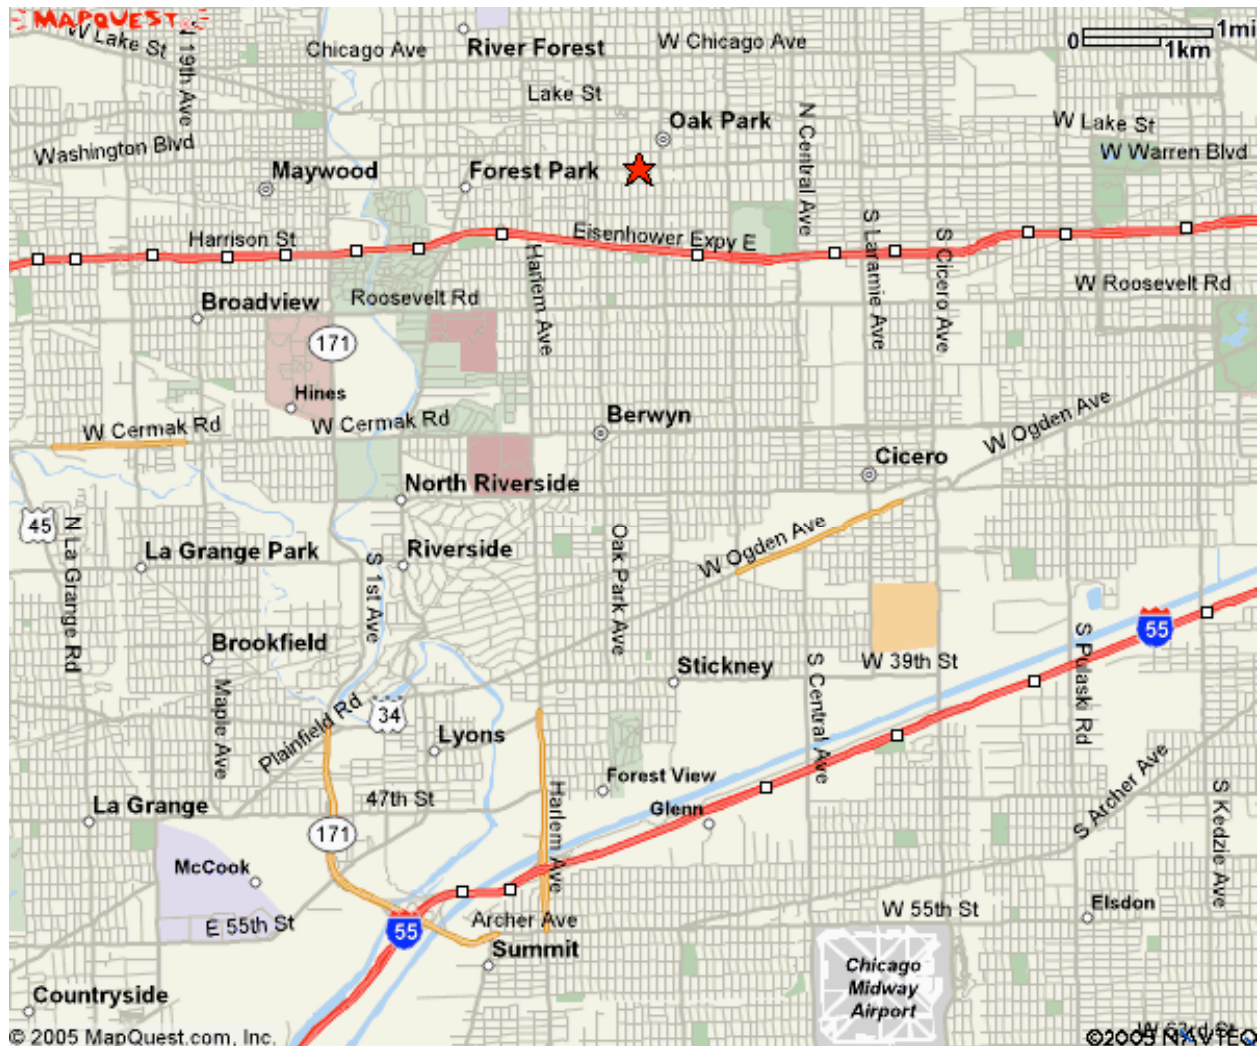 MAPQUEST
W Lake St
N 19th Ave
Chicago Ave
River Forest
W Chicago Ave
0
1mi
1km
Lake St
Oak Park
N Central Ave
W Lake St
W Warren Blvd
Washington Blvd
Maywood
Forest Park
Harrison St
Eisenhower Expy E
Harlem Ave
S Laramie Ave
S Cicero Ave
Broadview
Roosevelt Rd
W Roosevelt Rd
171
Hines
W Cermak Rd
W Cermak Rd
Berwyn
W Ogden Ave
Cicero
North Riverside
45
N La Grange Rd
La Grange Park
S 1st Ave
Riverside
Oak Park Ave
W Ogden Ave
Brookfield
Maple Ave
Plainfield Rd
34
Stickney
W 39th St
S Central Ave
S Pulaski Rd
55
Lyons
Forest View
La Grange
47th St
Harlem Ave
Glenn
S Archer Ave
S Kedzie Ave
171
McCook
E 55th St
55
Archer Ave
Summit
W 55th St
Elsdon
Chicago
Midway
Airport
Countryside
W 63rd St
© 2005 MapQuest.com, Inc.
©2005 NAVTEQ